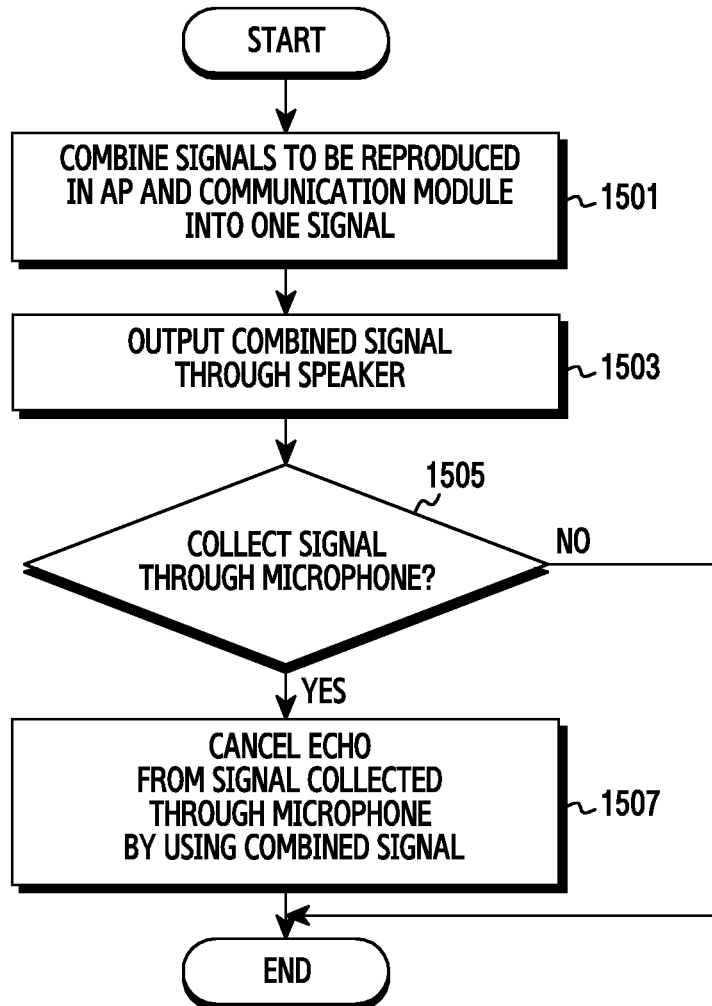 START
COMBINE SIGNALS TO BE REPRODUCED
IN AP AND COMMUNICATION MODULE
INTO ONE SIGNAL
1501
OUTPUT COMBINED SIGNAL
THROUGH SPEAKER
1503
1505
COLLECT SIGNAL
THROUGH MICROPHONE?
NO
YES
CANCEL ECHO
FROM SIGNAL COLLECTED
THROUGH MICROPHONE
BY USING COMBINED SIGNAL
1507
END